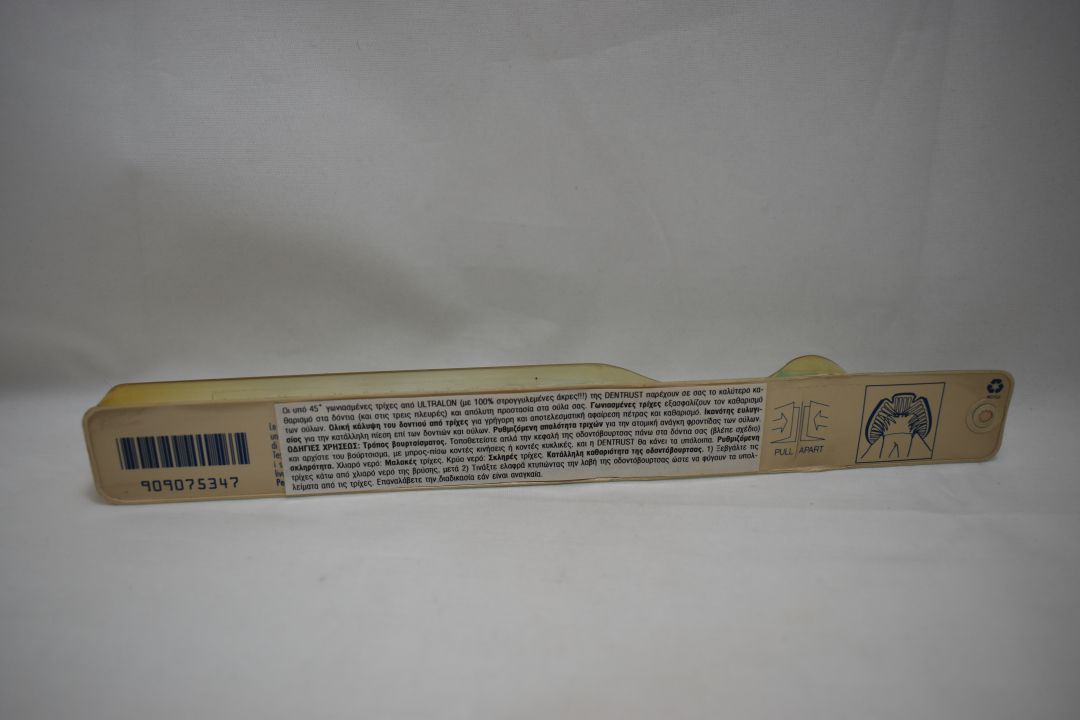 Οι υπό 45° γωνιασμένες τρίχες από ULTRALON (με 100% στρογγυλεμένες άκρες!!!) της DENTRUST παρέχουν σε σας το καλύτερο κα-
θαρισμό στα δόντια (και στις τρεις πλευρές) και απόλυτη προστασία στα ούλα σας. Γωνιασμένες τρίχες εξασφαλίζουν τον καθαρισμό
των ούλων. Ολική κάλυψη του δοντιού από τρίχες για γρήγορη και αποτελεσματική αφαίρεση πέτρας και καθαρισμό. Ικανότης ευλυγι-
σίας για την κατάλληλη πίεση επί των δοντιών και ούλων. Ρυθμιζόμενη απαλότητα τριχών για την ατομική ανάγκη φροντίδας των ούλων.
ΟΔΗΓΙΕΣ ΧΡΗΣΕΩΣ: Τρόπος βουρτσίσματος. Τοποθετείστε απλά την κεφαλή της οδοντόβουρτσας πάνω στα δόντια σας (βλέπε σχέδιο)
και αρχίστε του βούρτσισμα, με μπρος-πίσω κοντές κινήσεις ή κοντές κυκλικές, και η DENTRUST θα κάνει τα υπόλοιπα. Ρυθμιζόμενη
σκληρότητα. Χλιαρό νερό: Μαλακές τρίχες. Κρύο νερό: Σκληρές τρίχες. Κατάλληλη καθαριότητα της οδοντόβουρτσας. 1) Ξεβγάλτε τις
τρίχες κάτω από χλιαρό νερό της βρύσης, μετά 2) Τινάξτε ελαφρά κτυπώντας την λαβή της οδοντόβουρτσας ώστε να φύγουν τα υπολ-
λείματα από τις τρίχες. Επαναλάβετε την διαδικασία εάν είναι αναγκαία.
909075347
PULL APART